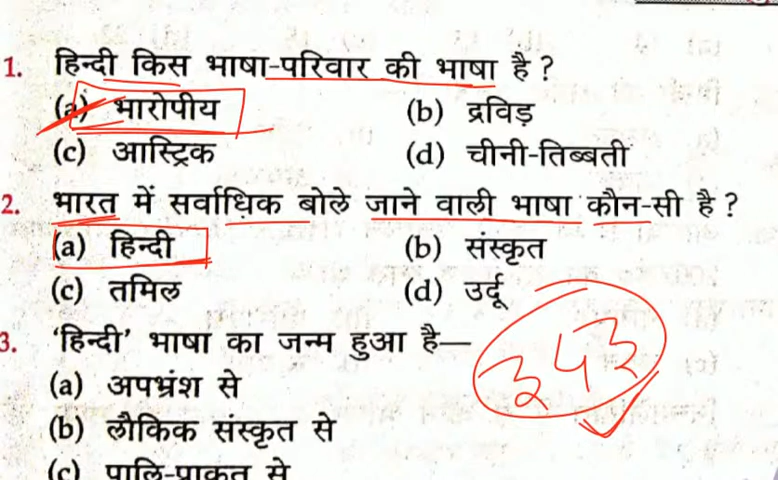 1. हिन्दी किस भाषा-परिवार की भाषा है ?
(a) भारोपीय (b) द्रविड़
(c) आस्ट्रिक (d) चीनी-तिब्बती
2. भारत में सर्वाधिक बोले जाने वाली भाषा कौन-सी है ?
(a) हिन्दी (b) संस्कृत
(c) तमिल (d) उर्दू
3. ‘हिन्दी’ भाषा का जन्म हुआ है—
343
(a) अपभ्रंश से
(b) लौकिक संस्कृत से
(c) पालि-प्राकृत से